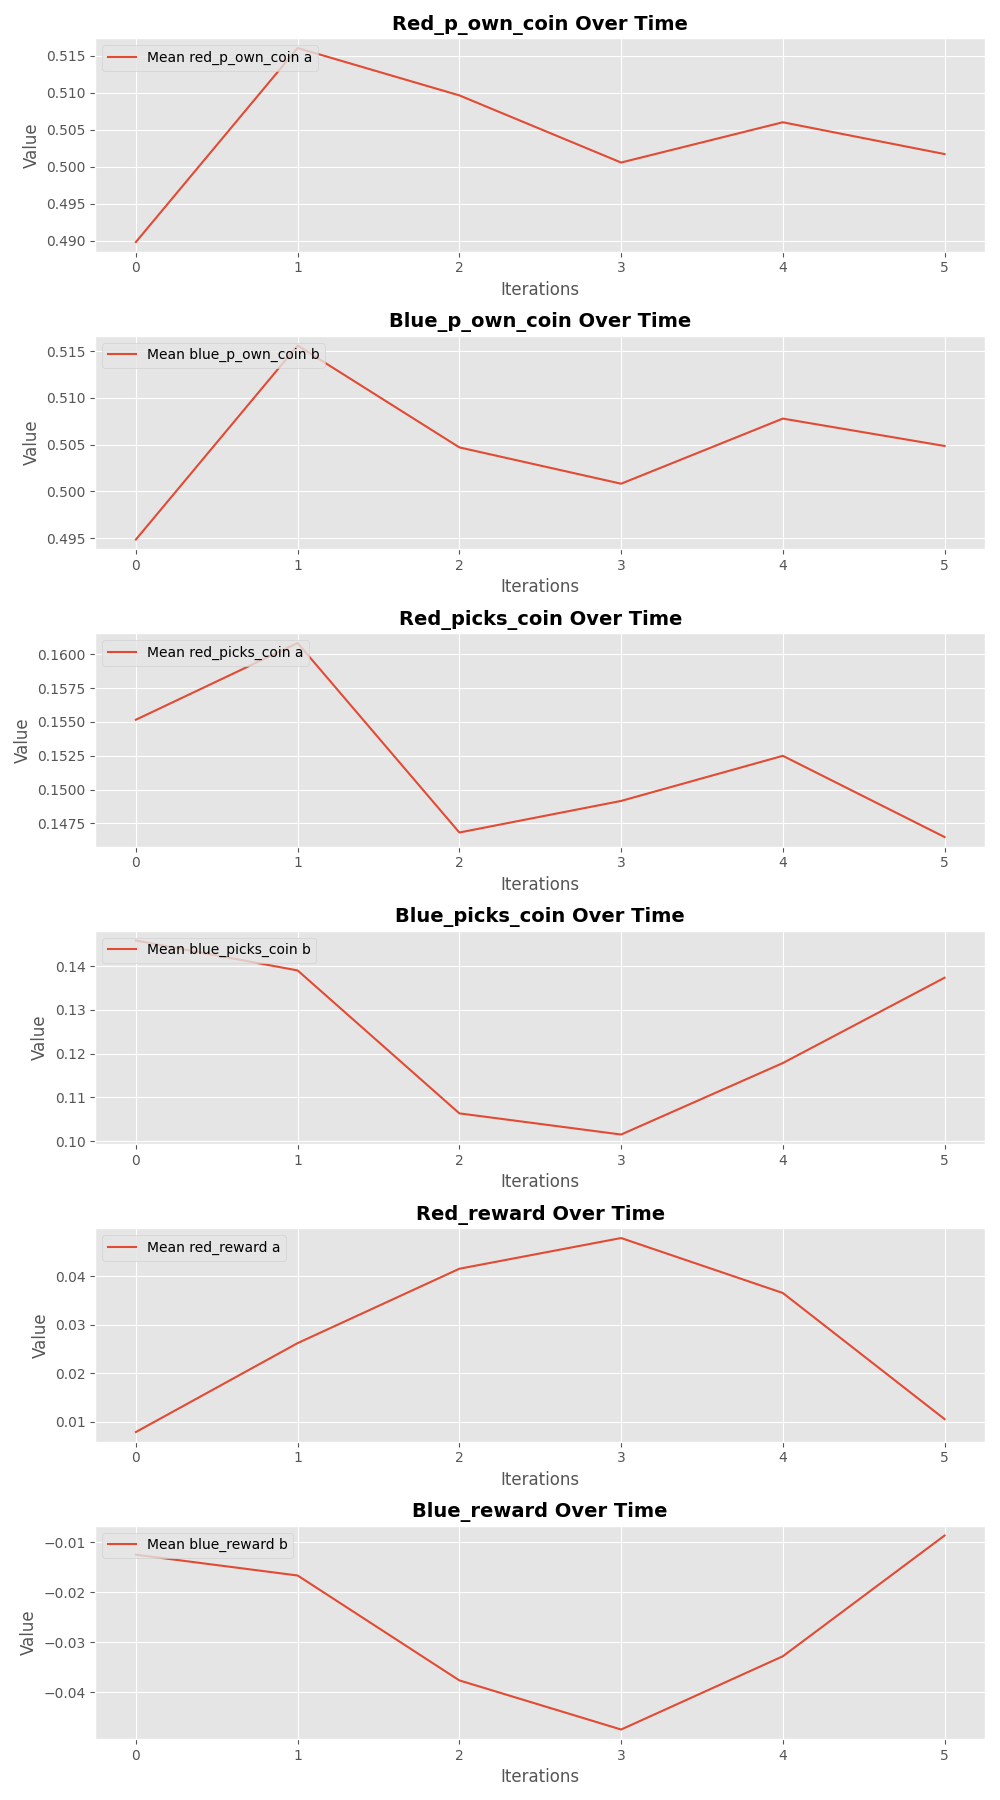 Red_p_own_coin Over Time
Mean red_p_own_coin a
0.515
0.510
0.505
0.500
0.495
0.490
Value
0 1 2 3 4 5
Iterations
Blue_p_own_coin Over Time
Mean blue_p_own_coin b
0.515
0.510
0.505
0.500
0.495
Value
0 1 2 3 4 5
Iterations
Red_picks_coin Over Time
Mean red_picks_coin a
0.1600
0.1575
0.1550
0.1525
0.1500
0.1475
Value
0 1 2 3 4 5
Iterations
Blue_picks_coin Over Time
Mean blue_picks_coin b
0.14
0.13
0.12
0.11
0.10
Value
0 1 2 3 4 5
Iterations
Red_reward Over Time
Mean red_reward a
0.04
0.03
0.02
0.01
Value
0 1 2 3 4 5
Iterations
Blue_reward Over Time
Mean blue_reward b
−0.01
−0.02
−0.03
−0.04
Value
0 1 2 3 4 5
Iterations